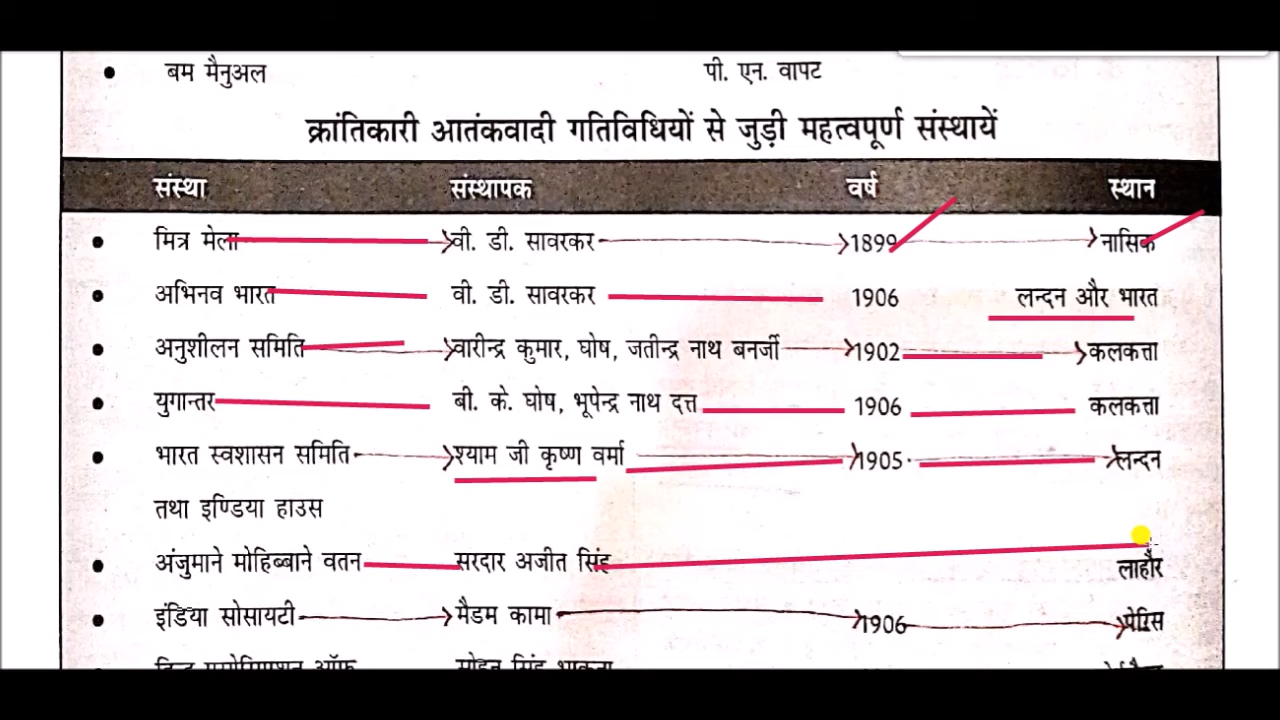 • बम मैनुअल पी. एन. वापट
क्रांतिकारी आतंकवादी गतिविधियों से जुड़ी महत्वपूर्ण संस्थायें
संस्था संस्थापक वर्ष स्थान
• मित्र मेला वी. डी. सावरकर 1899 नासिक
• अभिनव भारत वी. डी. सावरकर 1906 लन्दन और भारत
• अनुशीलन समिति वारीन्द्र कुमार, घोष, जतीन्द्र नाथ बनर्जी 1902 कलकत्ता
• युगान्तर बी. के. घोष, भूपेन्द्र नाथ दत्त 1906 कलकत्ता
• भारत स्वशासन समिति श्याम जी कृष्ण वर्मा 1905 लन्दन
तथा इण्डिया हाउस
• अंजुमाने मोहिब्बाने वतन सरदार अजीत सिंह लाहौर
• इंडिया सोसायटी मैडम कामा 1906 पेरिस